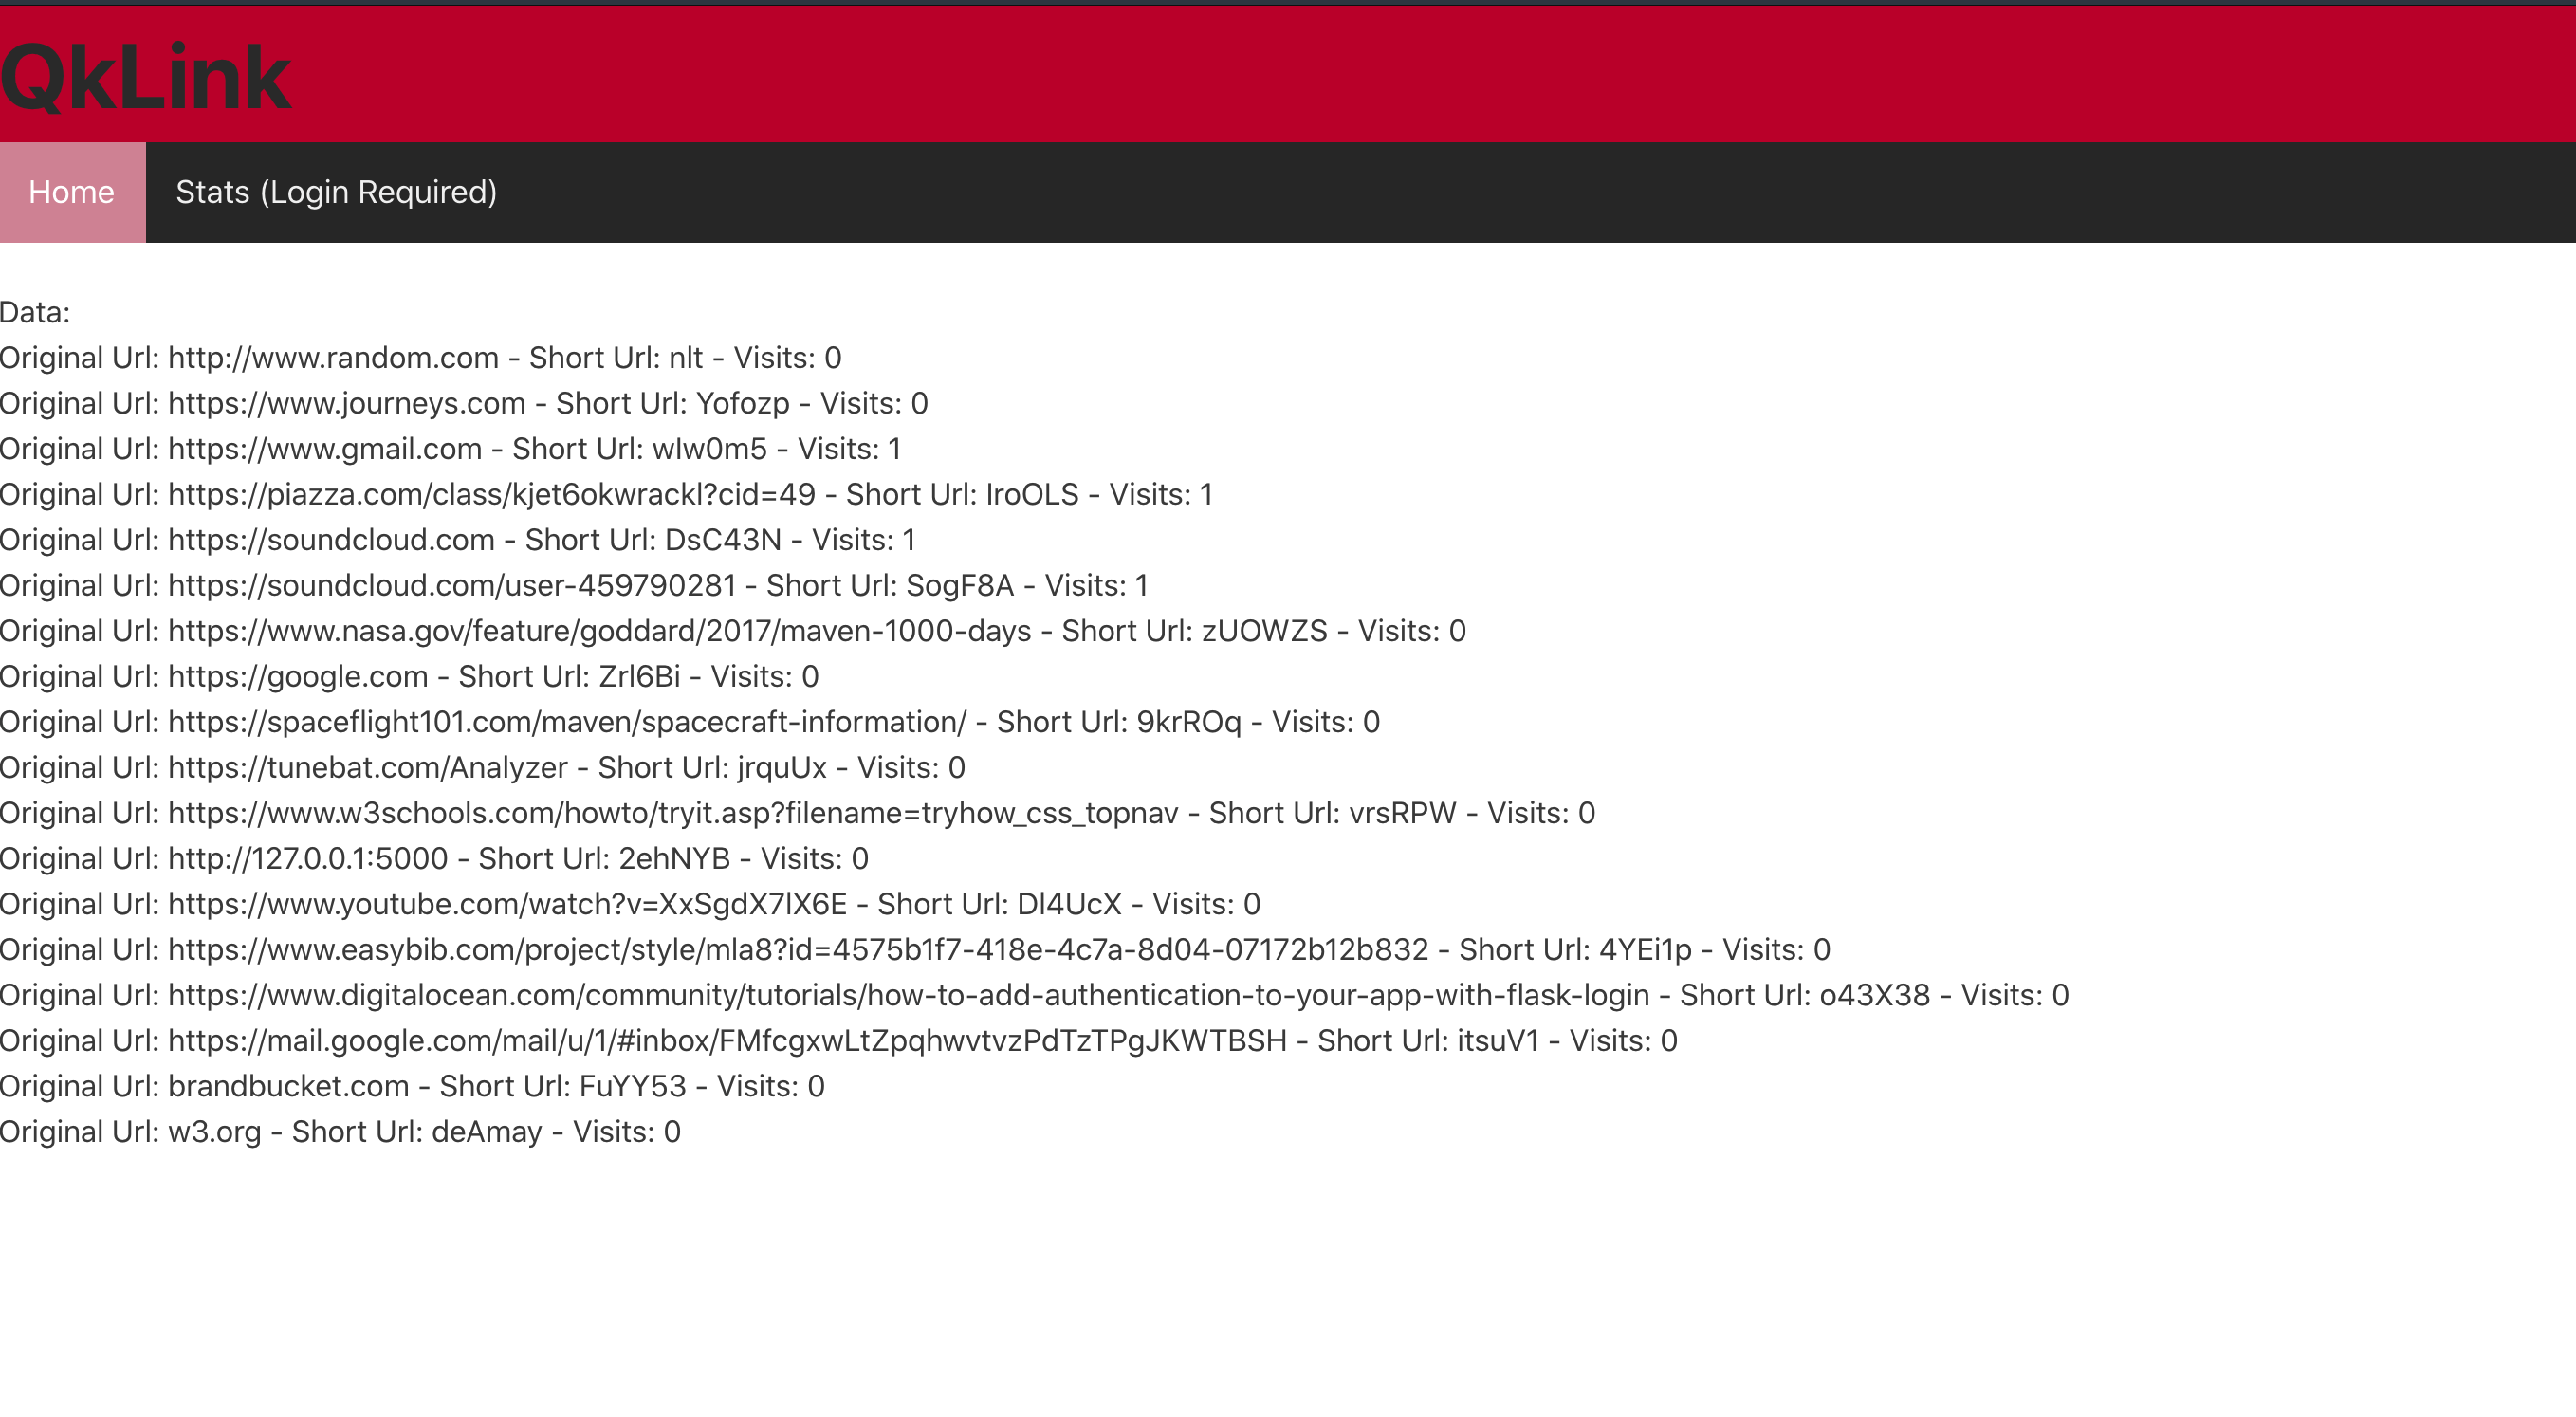 QkLink
Home Stats (Login Required)
Data:
Original Url: http://www.random.com - Short Url: nlt - Visits: 0
Original Url: https://www.journeys.com - Short Url: Yofozp - Visits: 0
Original Url: https://www.gmail.com - Short Url: wIw0m5 - Visits: 1
Original Url: https://piazza.com/class/kjet6okwrackl?cid=49 - Short Url: IroOLS - Visits: 1
Original Url: https://soundcloud.com - Short Url: DsC43N - Visits: 1
Original Url: https://soundcloud.com/user-459790281 - Short Url: SogF8A - Visits: 1
Original Url: https://www.nasa.gov/feature/goddard/2017/maven-1000-days - Short Url: zUOWZS - Visits: 0
Original Url: https://google.com - Short Url: Zrl6Bi - Visits: 0
Original Url: https://spaceflight101.com/maven/spacecraft-information/ - Short Url: 9krROq - Visits: 0
Original Url: https://tunebat.com/Analyzer - Short Url: jrquUx - Visits: 0
Original Url: https://www.w3schools.com/howto/tryit.asp?filename=tryhow_css_topnav - Short Url: vrsRPW - Visits: 0
Original Url: http://127.0.0.1:5000 - Short Url: 2ehNYB - Visits: 0
Original Url: https://www.youtube.com/watch?v=XxSgdX7lX6E - Short Url: Dl4UcX - Visits: 0
Original Url: https://www.easybib.com/project/style/mla8?id=4575b1f7-418e-4c7a-8d04-07172b12b832 - Short Url: 4YEi1p - Visits: 0
Original Url: https://www.digitalocean.com/community/tutorials/how-to-add-authentication-to-your-app-with-flask-login - Short Url: o43X38 - Visits: 0
Original Url: https://mail.google.com/mail/u/1/#inbox/FMfcgxwLtZpqhwvtvzPdTzTPgJKWTBSH - Short Url: itsuV1 - Visits: 0
Original Url: brandbucket.com - Short Url: FuYY53 - Visits: 0
Original Url: w3.org - Short Url: deAmay - Visits: 0